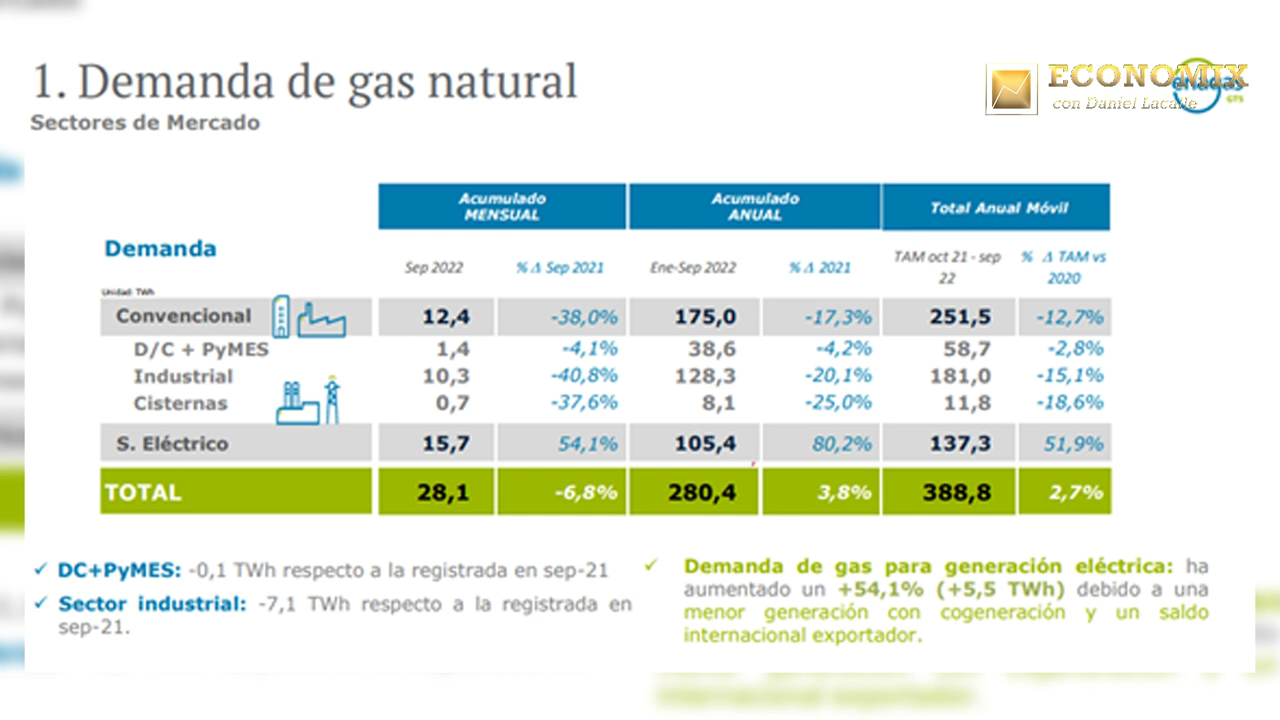 1. Demanda de gas natural
Sectores de Mercado
ECONOMIX
con Daniel Lacalle
enagas
GTS
Acumulado MENSUAL Acumulado ANUAL Total Anual Móvil
Demanda
Unidad: TWh
Sep 2022 % Δ Sep 2021 Ene-Sep 2022 % Δ 2021 TAM oct 21 - sep 22 % Δ TAM vs 2020
Convencional 12,4 -38,0% 175,0 -17,3% 251,5 -12,7%
D/C + PyMES 1,4 -4,1% 38,6 -4,2% 58,7 -2,8%
Industrial 10,3 -40,8% 128,3 -20,1% 181,0 -15,1%
Cisternas 0,7 -37,6% 8,1 -25,0% 11,8 -18,6%
S. Eléctrico 15,7 54,1% 105,4 80,2% 137,3 51,9%
TOTAL 28,1 -6,8% 280,4 3,8% 388,8 2,7%
✓ DC+PyMES: -0,1 TWh respecto a la registrada en sep-21
✓ Sector industrial: -7,1 TWh respecto a la registrada en
sep-21.
✓ Demanda de gas para generación eléctrica: ha
aumentado un +54,1% (+5,5 TWh) debido a una
menor generación con cogeneración y un saldo
internacional exportador.